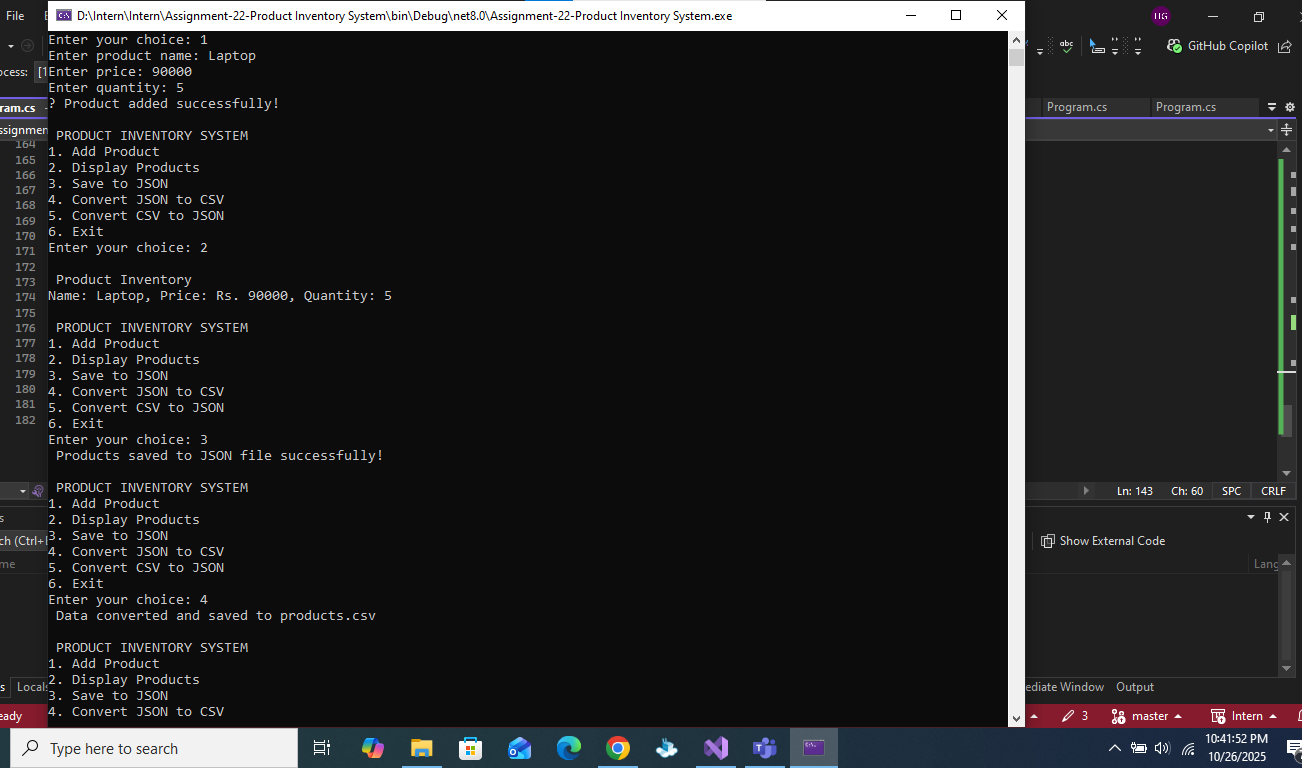 File
D:\Intern\Intern\Assignment-22-Product Inventory System\bin\Debug\net8.0\Assignment-22-Product Inventory System.exe
HG
GitHub Copilot
Enter your choice: 1
Enter product name: Laptop
Enter price: 90000
Enter quantity: 5
? Product added successfully!
PRODUCT INVENTORY SYSTEM
1. Add Product
2. Display Products
3. Save to JSON
4. Convert JSON to CSV
5. Convert CSV to JSON
6. Exit
Enter your choice: 2
Product Inventory
Name: Laptop, Price: Rs. 90000, Quantity: 5
PRODUCT INVENTORY SYSTEM
1. Add Product
2. Display Products
3. Save to JSON
4. Convert JSON to CSV
5. Convert CSV to JSON
6. Exit
Enter your choice: 3
Products saved to JSON file successfully!
PRODUCT INVENTORY SYSTEM
1. Add Product
2. Display Products
3. Save to JSON
4. Convert JSON to CSV
5. Convert CSV to JSON
6. Exit
Enter your choice: 4
Data converted and saved to products.csv
PRODUCT INVENTORY SYSTEM
1. Add Product
2. Display Products
3. Save to JSON
4. Convert JSON to CSV
ocess:
ram.cs
ssignmen
164
165
166
167
168
169
170
171
172
173
174
175
176
177
178
179
180
181
182
ch (Ctrl+
me
Locals
eady
abc
Program.cs
Program.cs
Ln: 143
Ch: 60
SPC
CRLF
Show External Code
Lang
ediate Window
Output
3
master
Intern
Type here to search
10:41:52 PM
10/26/2025